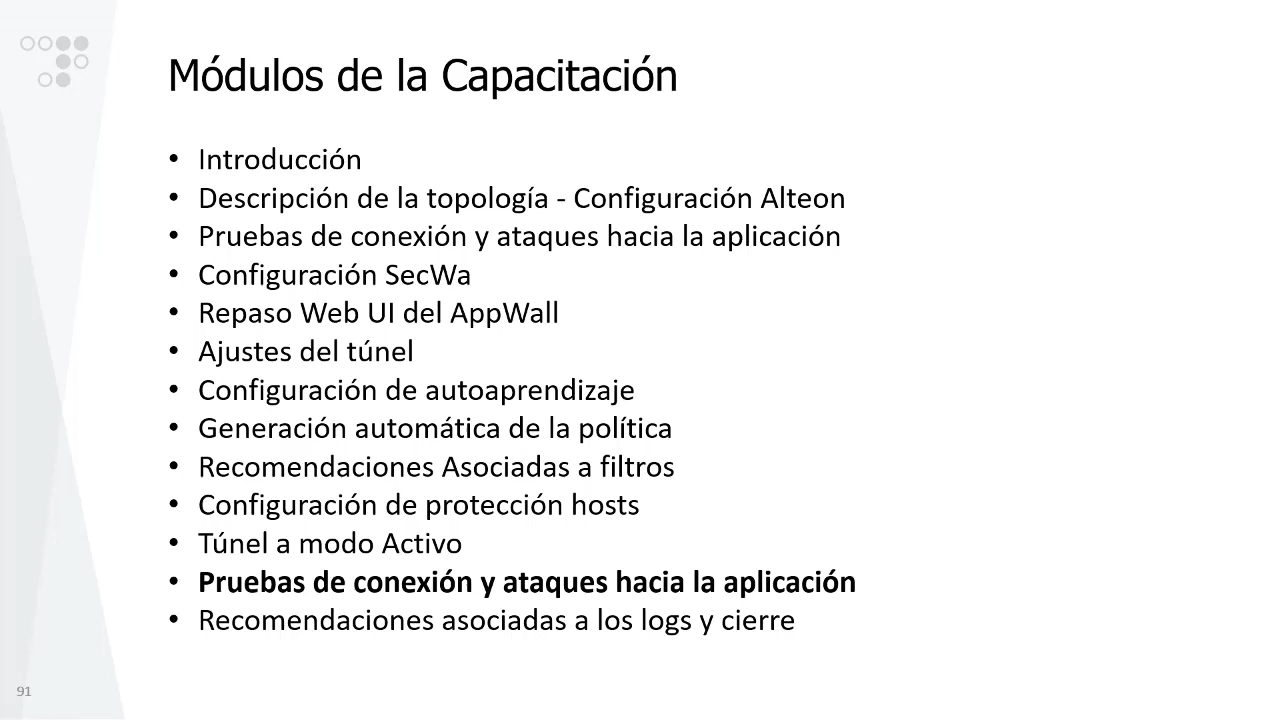 Módulos de la Capacitación
• Introducción
• Descripción de la topología - Configuración Alteon
• Pruebas de conexión y ataques hacia la aplicación
• Configuración SecWa
• Repaso Web UI del AppWall
• Ajustes del túnel
• Configuración de autoaprendizaje
• Generación automática de la política
• Recomendaciones Asociadas a filtros
• Configuración de protección hosts
• Túnel a modo Activo
• Pruebas de conexión y ataques hacia la aplicación
• Recomendaciones asociadas a los logs y cierre
91